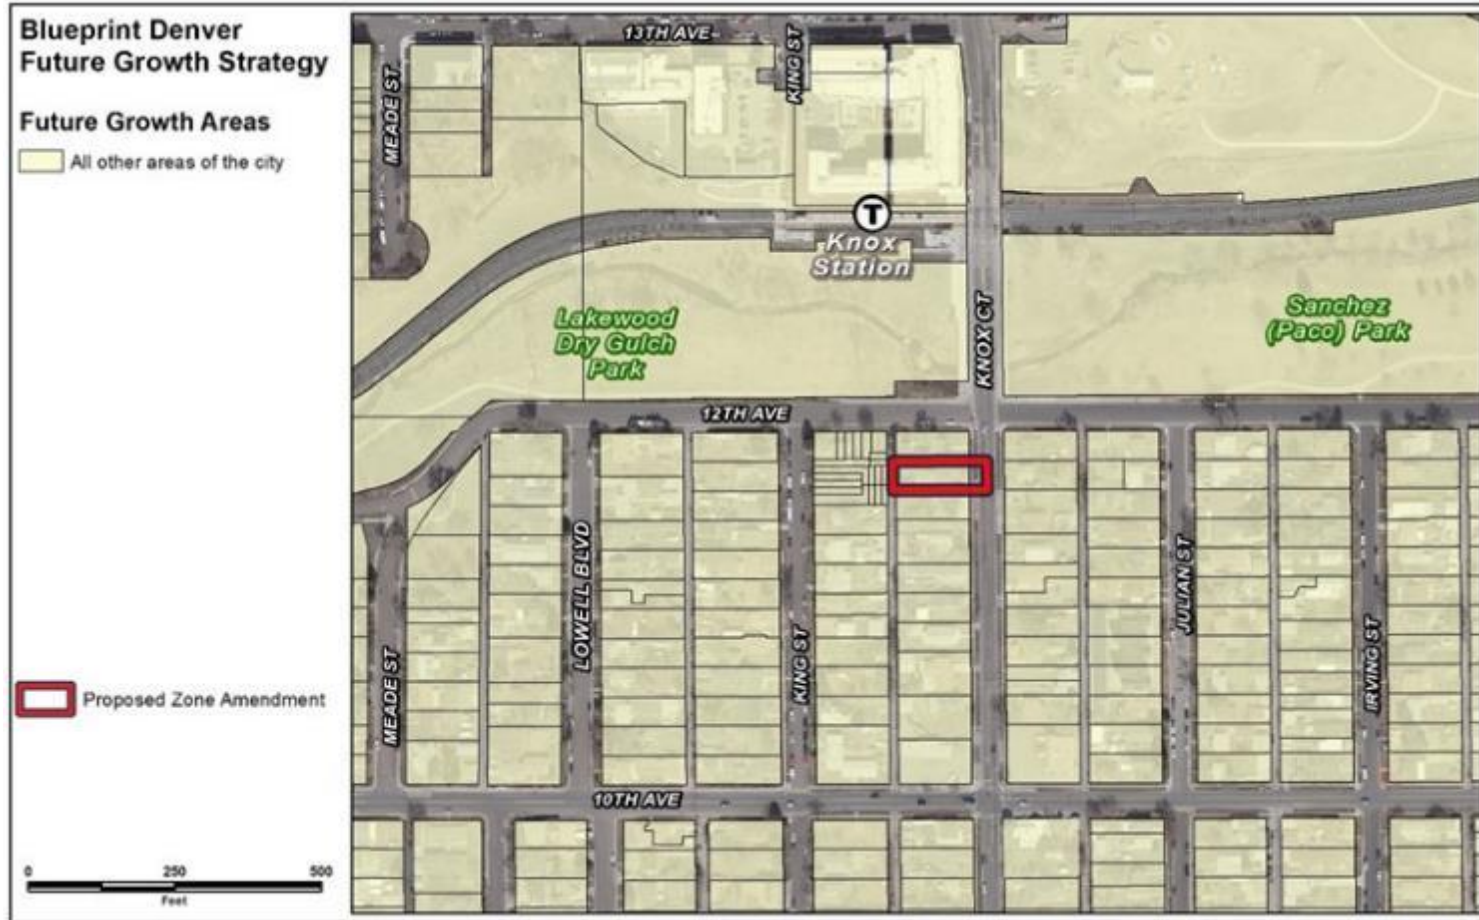 Blueprint Denver
Future Growth Strategy
Future Growth Areas
All other areas of the city
Proposed Zone Amendment
0 250 500
Feet
13TH AVE
KING ST
MEADE ST
T
Knox
Station
KNOX CT
Lakewood
Dry Gulch
Park
Sanchez
(Paco) Park
12TH AVE
LOWELL BLVD
JULIAN ST
MEADE ST
KING ST
IRVING ST
10TH AVE